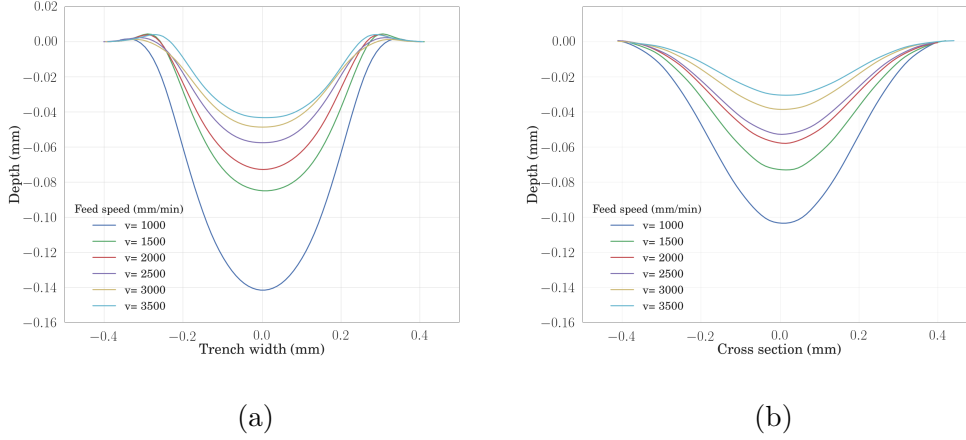 0.02
0.00
−0.02
−0.04
−0.06
−0.08
−0.10
−0.12
−0.14
−0.16
Depth (mm)
Feed speed (mm/min)
v= 1000
v= 1500
v= 2000
v= 2500
v= 3000
v= 3500
−0.4 −0.2 0.0 0.2 0.4
Trench width (mm)
(a)
0.02
0.00
−0.02
−0.04
−0.06
−0.08
−0.10
−0.12
−0.14
−0.16
Depth (mm)
Feed speed (mm/min)
v= 1000
v= 1500
v= 2000
v= 2500
v= 3000
v= 3500
−0.4 −0.2 0.0 0.2 0.4
Cross section (mm)
(b)